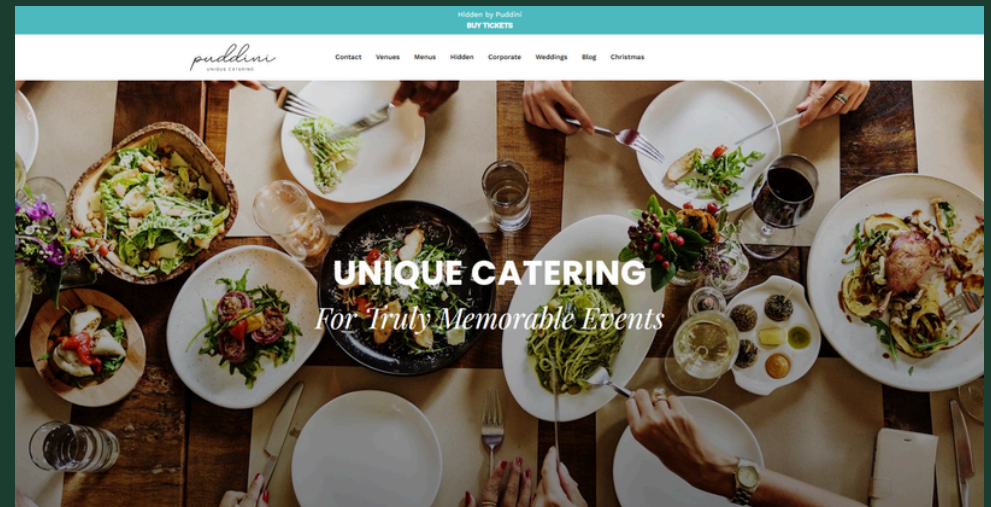 Hidden by Puddini
BUY TICKETS
puddini
UNIQUE CATERING
Contact Venues Menus Hidden Corporate Weddings Blog Christmas
UNIQUE CATERING
For Truly Memorable Events